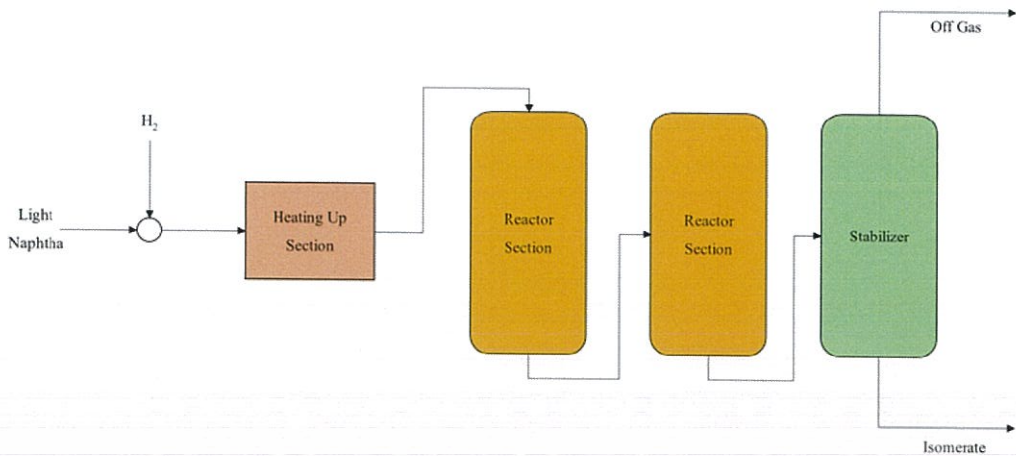 Off Gas
H₂
Light
Naphtha
Heating Up
Section
Reactor
Section
Reactor
Section
Stabilizer
Isomerate